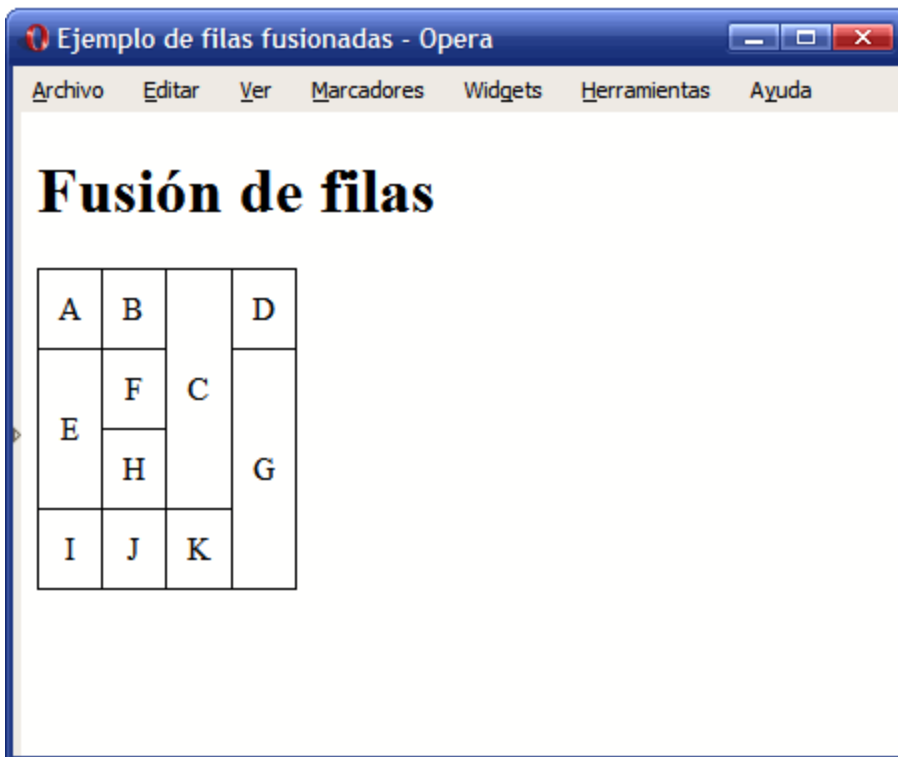 Ejemplo de filas fusionadas - Opera
Archivo Editar Ver Marcadores Widgets Herramientas Ayuda
Fusión de filas
A B D
F C
E
H G
I J K